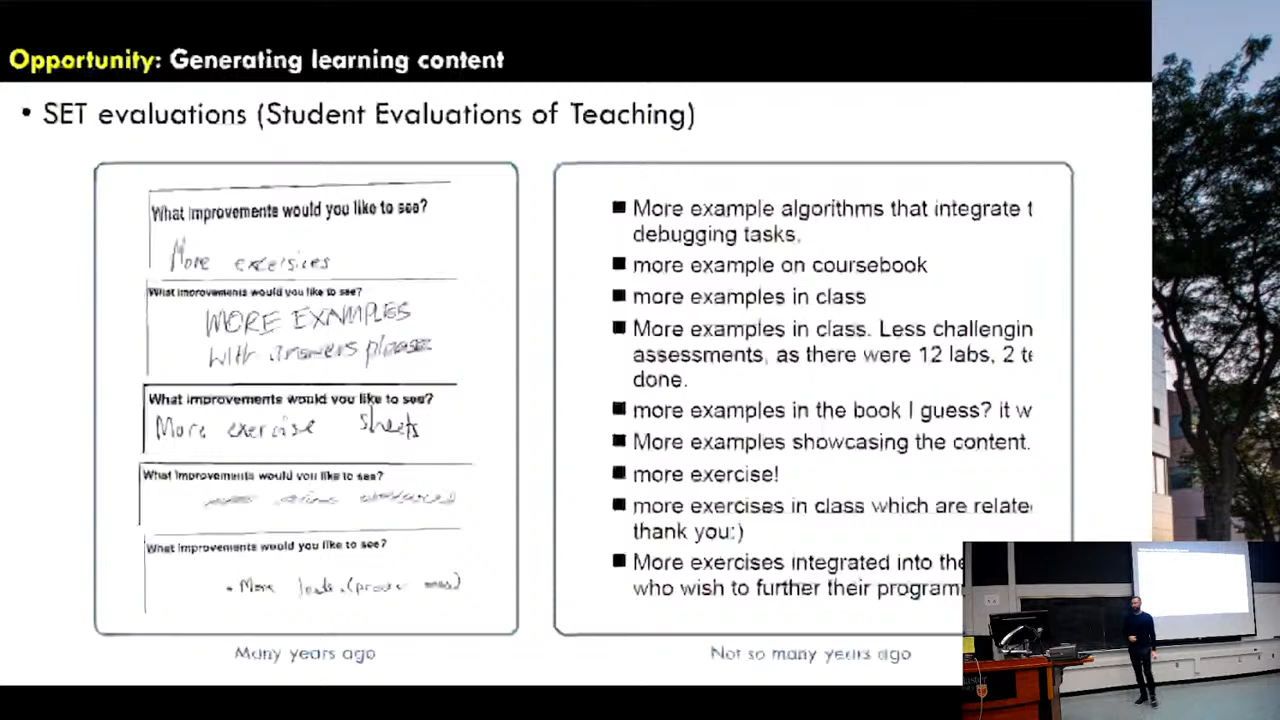 Opportunity: Generating learning content
• SET evaluations (Student Evaluations of Teaching)
What improvements would you like to see?
More excersices
What improvements would you like to see?
MORE EXAMPLES
with answers please
What improvements would you like to see?
More exercise sheets
What improvements would you like to see?
What improvements would you like to see?
• More
Many years ago
■ More example algorithms that integrate t
debugging tasks.
■ more example on coursebook
■ more examples in class
■ More examples in class. Less challengin
assessments, as there were 12 labs, 2 te
done.
■ more examples in the book I guess? it w
■ More examples showcasing the content.
■ more exercise!
■ more exercises in class which are relate
thank you:)
■ More exercises integrated into the
who wish to further their program
Not so many years ago